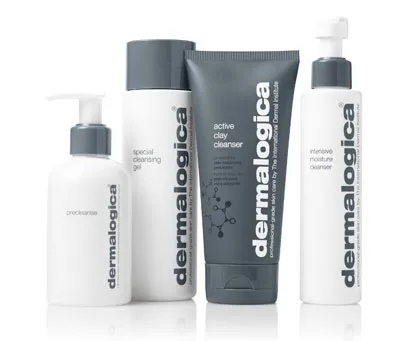 precleanse
dermalogica®
special
cleansing
gel
dermalogica®
active
clay
cleanser
dermalogica®
professional-grade skin care by The International Dermal Institute
intensive
moisture
cleanser
dermalogica®